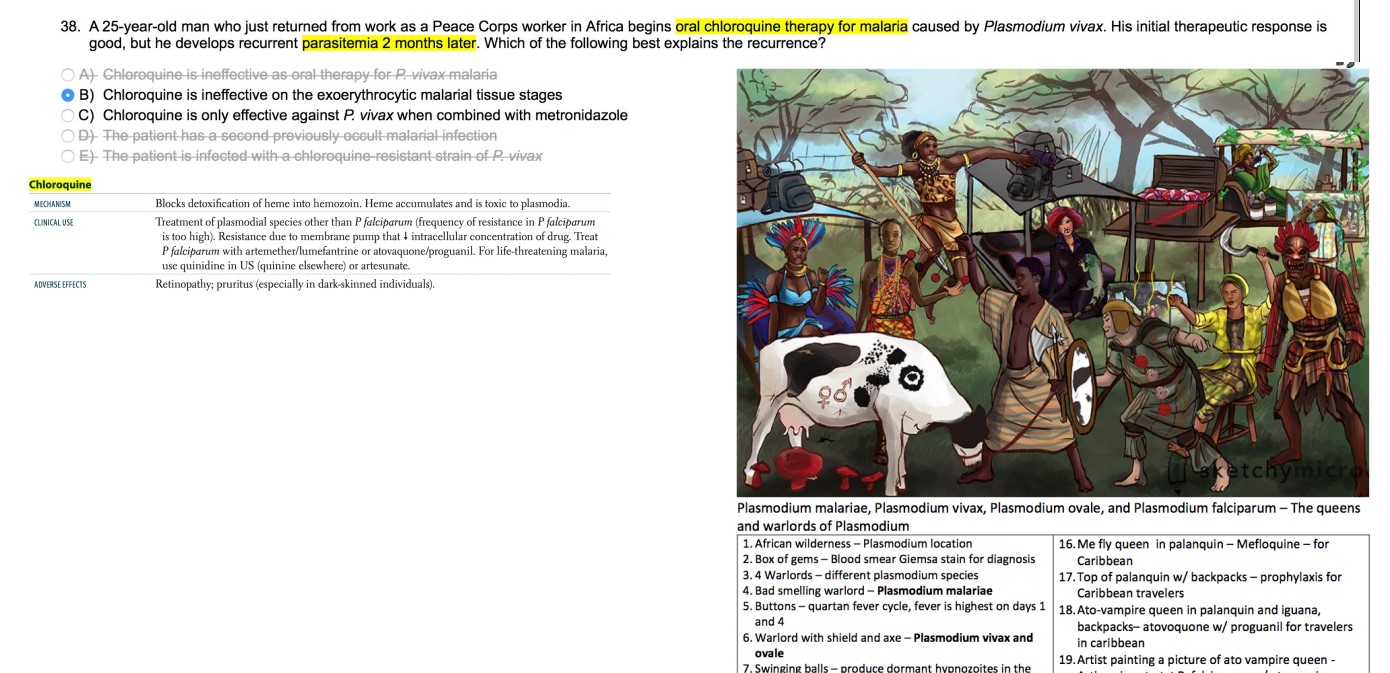 38. A 25-year-old man who just returned from work as a Peace Corps worker in Africa begins oral chloroquine therapy for malaria caused by Plasmodium vivax. His initial therapeutic response is
good, but he develops recurrent parasitemia 2 months later. Which of the following best explains the recurrence?
A) Chloroquine is ineffective as oral therapy for P. vivax malaria
B) Chloroquine is ineffective on the exoerythrocytic malarial tissue stages
C) Chloroquine is only effective against P. vivax when combined with metronidazole
D) The patient has a second previously occult malarial infection
E) The patient is infected with a chloroquine-resistant strain of P. vivax
Chloroquine
MECHANISM Blocks detoxification of heme into hemozoin. Heme accumulates and is toxic to plasmodia.
CLINICAL USE Treatment of plasmodial species other than P falciparum (frequency of resistance in P falciparum
is too high). Resistance due to membrane pump that ↓ intracellular concentration of drug. Treat
P falciparum with artemether/lumefantrine or atovaquone/proguanil. For life-threatening malaria,
use quinidine in US (quinine elsewhere) or artesunate.
ADVERSE EFFECTS Retinopathy; pruritus (especially in dark-skinned individuals).
sketchymicro
Plasmodium malariae, Plasmodium vivax, Plasmodium ovale, and Plasmodium falciparum – The queens
and warlords of Plasmodium
1. African wilderness – Plasmodium location
2. Box of gems – Blood smear Giemsa stain for diagnosis
3. 4 Warlords – different plasmodium species
4. Bad smelling warlord – Plasmodium malariae
5. Buttons – quartan fever cycle, fever is highest on days 1
and 4
6. Warlord with shield and axe – Plasmodium vivax and
ovale
7. Swinging balls – produce dormant hypnozoites in the
16. Me fly queen in palanquin – Mefloquine – for
Caribbean
17. Top of palanquin w/ backpacks – prophylaxis for
Caribbean travelers
18. Ato-vampire queen in palanquin and iguana,
backpacks– atovoquone w/ proguanil for travelers
in caribbean
19. Artist painting a picture of ato vampire queen -